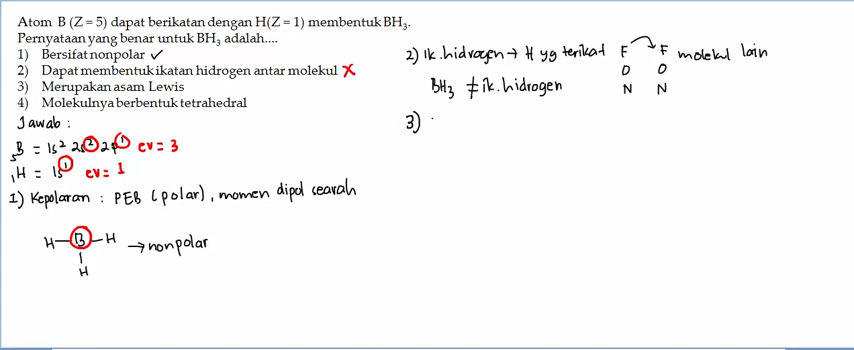 Atom B (Z = 5) dapat berikatan dengan H(Z = 1) membentuk BH₃.
Pernyataan yang benar untuk BH₃ adalah....
1) Bersifat nonpolar ✓
2) Dapat membentuk ikatan hidrogen antar molekul X
3) Merupakan asam Lewis
4) Molekulnya berbentuk tetrahedral
Jawab :
₅B = 1s² 2s² 2p¹ ev = 3
₁H = 1s¹ ev = 1
1) Kepolaran : PEB (polar), momen dipol searah
H–B–H → nonpolar
H
2) Ik. hidrogen → H yg terikat F F molekul lain
O O
BH₃ ≠ ik. hidrogen N N
3)